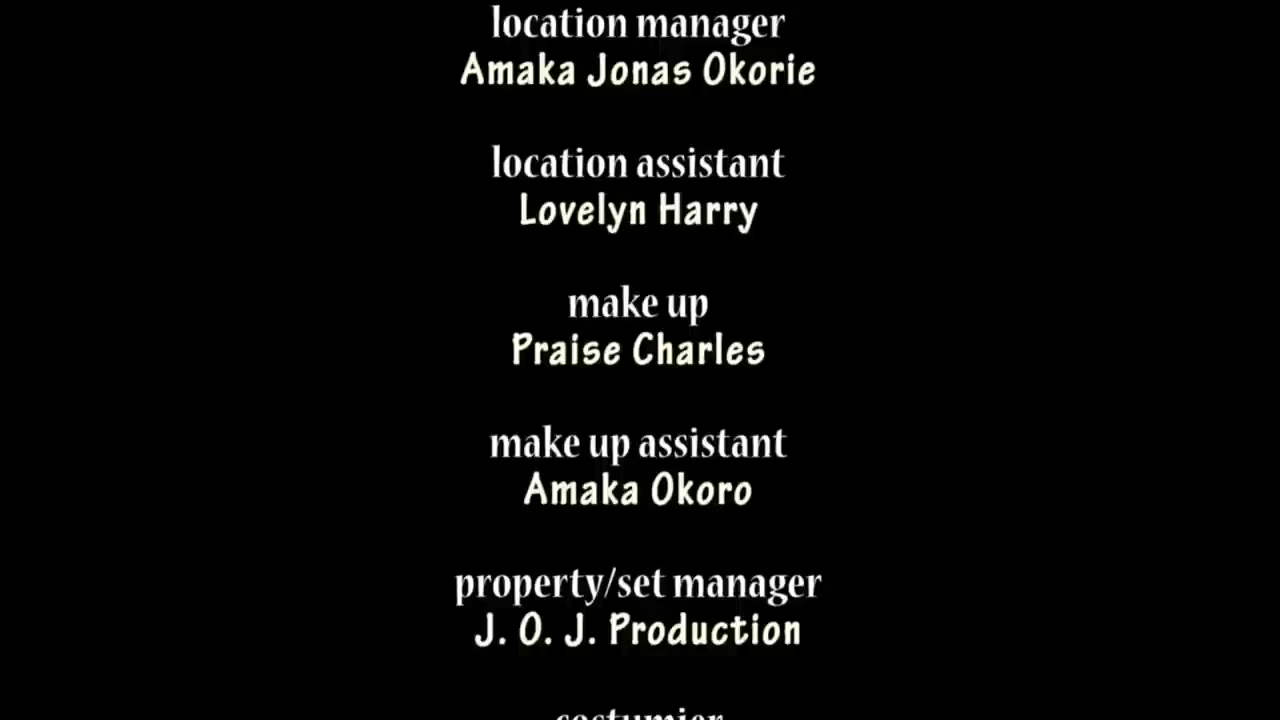 location manager
Amaka Jonas Okorie
location assistant
Lovelyn Harry
make up
Praise Charles
make up assistant
Amaka Okoro
property/set manager
J. O. J. Production
costumier